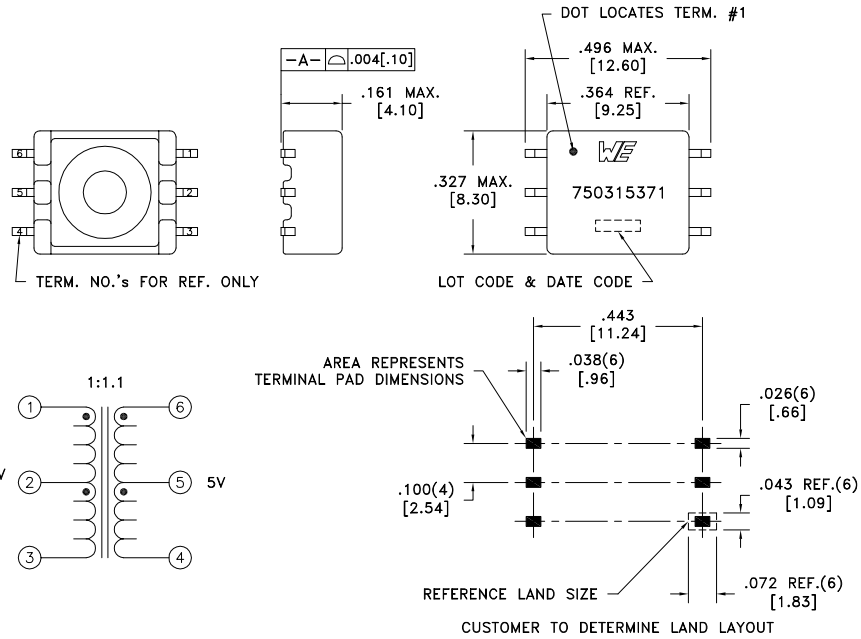 DOT LOCATES TERM. #1
-A- .004[.10]
.496 MAX.
[12.60]
.161 MAX.
[4.10]
.364 REF.
[9.25]
6
1
5
2
4
3
WE
.327 MAX.
[8.30]
750315371
TERM. NO.'s FOR REF. ONLY
LOT CODE & DATE CODE
.443
[11.24]
AREA REPRESENTS
TERMINAL PAD DIMENSIONS
.038(6)
[.96]
1:1.1
.026(6)
[.66]
1
6
V
2
5
5V
.100(4)
[2.54]
.043 REF.(6)
[1.09]
3
4
REFERENCE LAND SIZE
.072 REF.(6)
[1.83]
CUSTOMER TO DETERMINE LAND LAYOUT